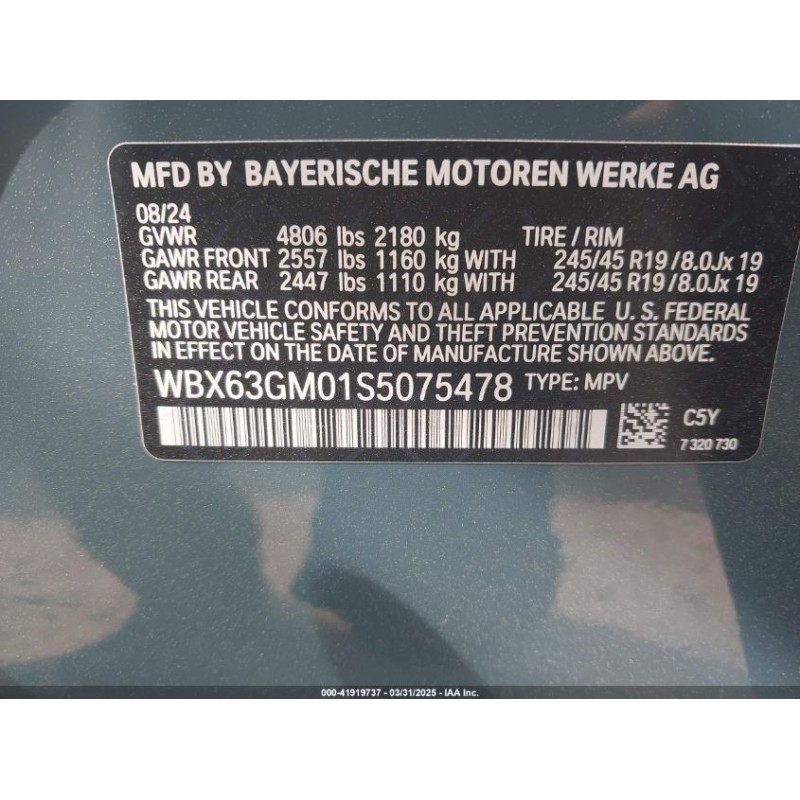 MFD BY BAYERISCHE MOTOREN WERKE AG
08/24
GVWR 4806 lbs 2180 kg TIRE / RIM
GAWR FRONT 2557 lbs 1160 kg WITH 245/45 R19 /8.0Jx 19
GAWR REAR 2447 lbs 1110 kg WITH 245/45 R19 /8.0Jx 19
THIS VEHICLE CONFORMS TO ALL APPLICABLE U. S. FEDERAL
MOTOR VEHICLE SAFETY AND THEFT PREVENTION STANDARDS
IN EFFECT ON THE DATE OF MANUFACTURE SHOWN ABOVE.
WBX63GM01S5075478 TYPE: MPV
C5Y
7 320 730
000-41919737 - 03/31/2025 - IAA Inc.